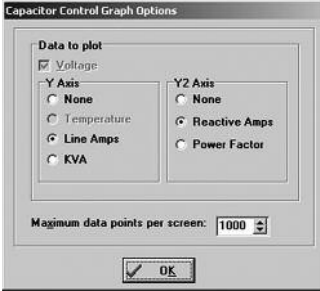 Capacitor Control Graph Options
Data to plot
Voltage
Y Axis
None
Temperature
Line Amps
KVA
Y2 Axis
None
Reactive Amps
Power Factor
Maximum data points per screen: 1000
OK